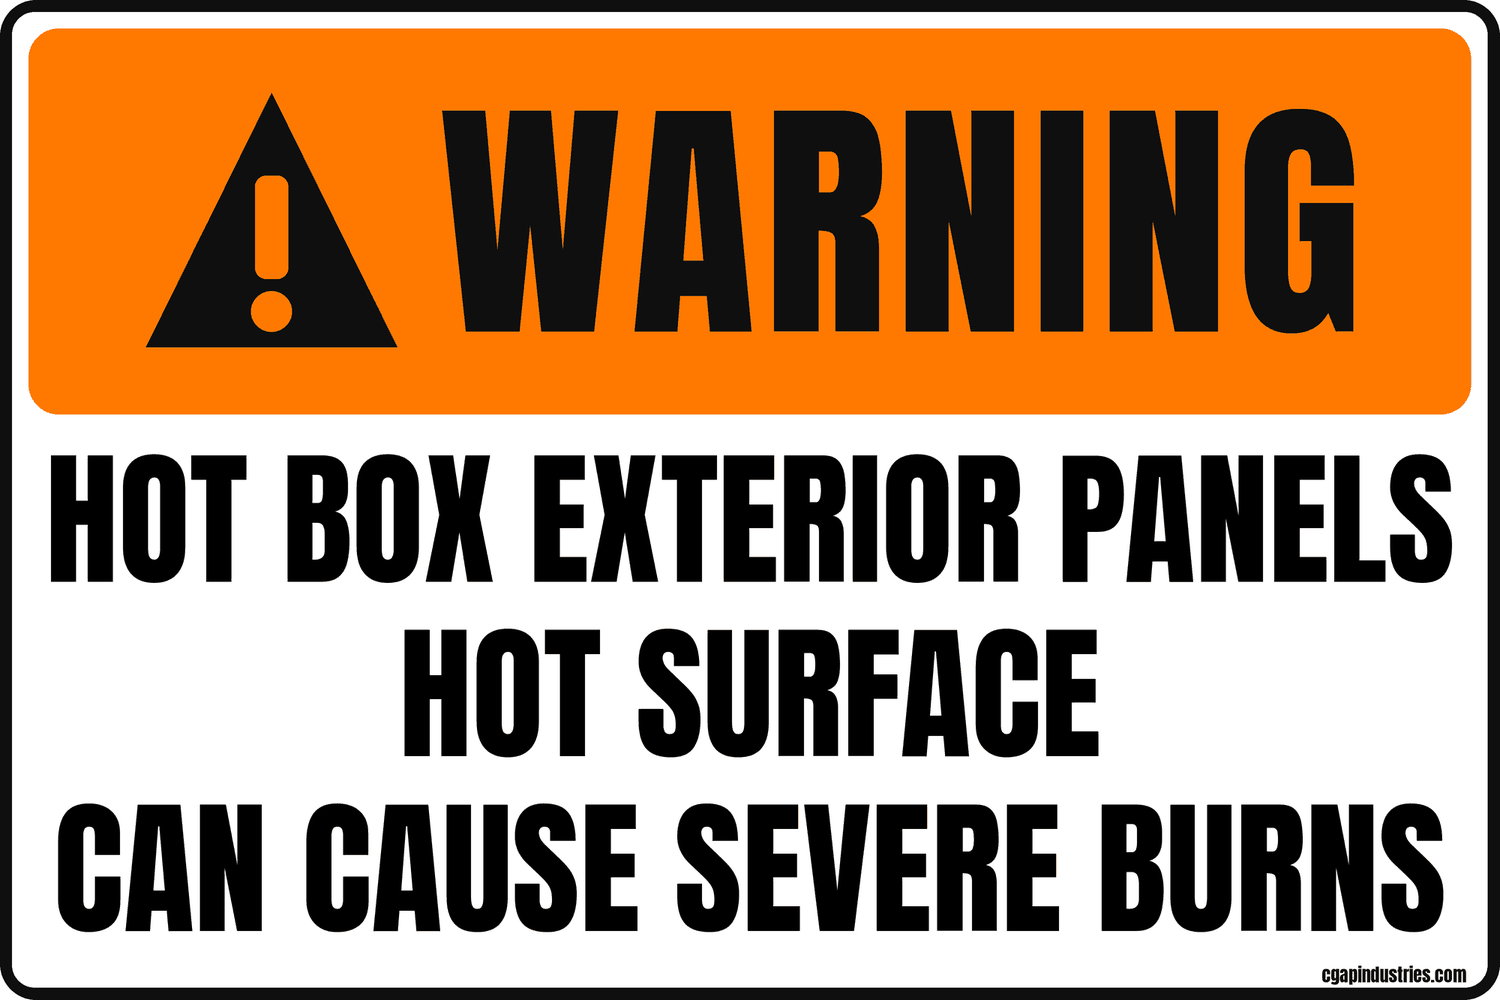 WARNING
HOT BOX EXTERIOR PANELS
HOT SURFACE
CAN CAUSE SEVERE BURNS
cgapindustries.com